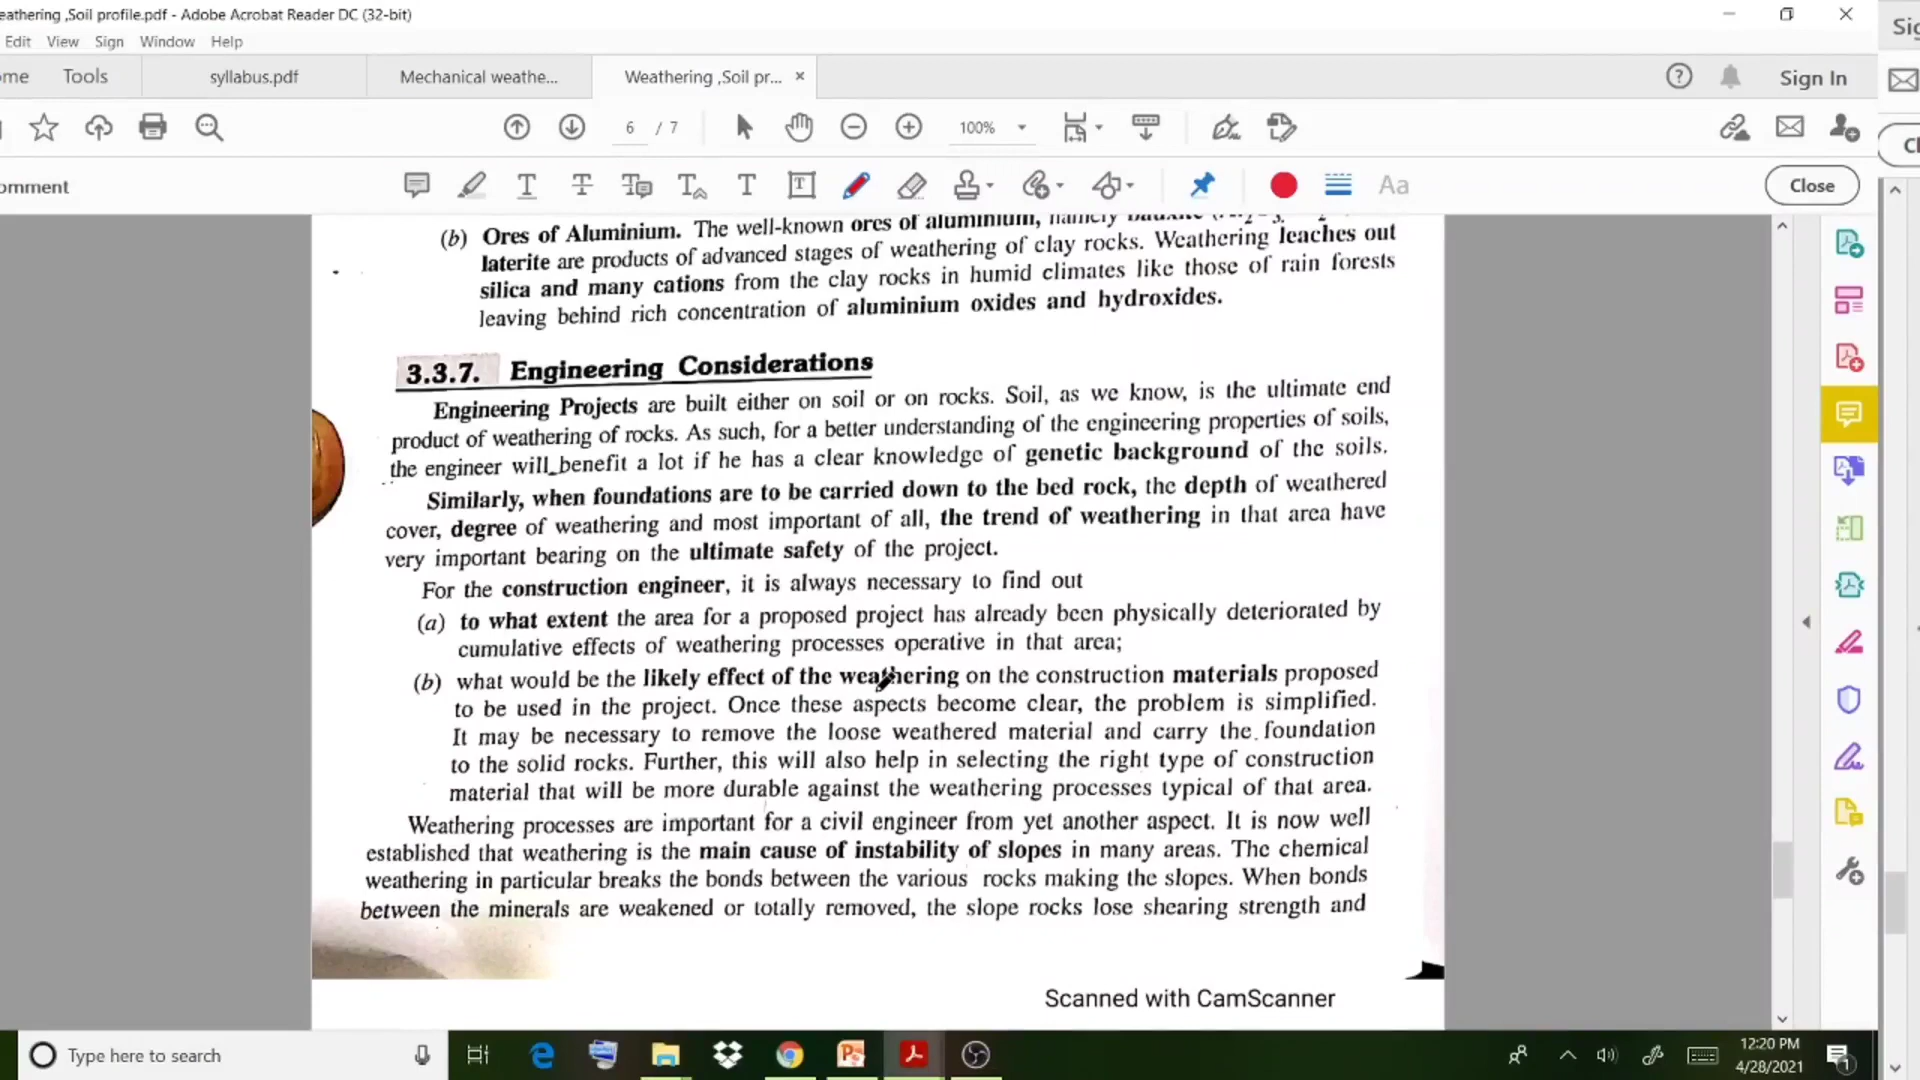 eathering ,Soil profile.pdf - Adobe Acrobat Reader DC (32-bit)
Edit View Sign Window Help
ome Tools syllabus.pdf Mechanical weathe... Weathering ,Soil pr... × Sign In
6 / 7 100%
omment Close
(b) Ores of Aluminium. The well-known ores of aluminium, namely
laterite are products of advanced stages of weathering of clay rocks. Weathering leaches out
silica and many cations from the clay rocks in humid climates like those of rain forests
leaving behind rich concentration of aluminium oxides and hydroxides.
3.3.7. Engineering Considerations
Engineering Projects are built either on soil or on rocks. Soil, as we know, is the ultimate end
product of weathering of rocks. As such, for a better understanding of the engineering properties of soils,
the engineer will benefit a lot if he has a clear knowledge of genetic background of the soils.
Similarly, when foundations are to be carried down to the bed rock, the depth of weathered
cover, degree of weathering and most important of all, the trend of weathering in that area have
very important bearing on the ultimate safety of the project.
For the construction engineer, it is always necessary to find out
(a) to what extent the area for a proposed project has already been physically deteriorated by
cumulative effects of weathering processes operative in that area;
(b) what would be the likely effect of the weathering on the construction materials proposed
to be used in the project. Once these aspects become clear, the problem is simplified.
It may be necessary to remove the loose weathered material and carry the foundation
to the solid rocks. Further, this will also help in selecting the right type of construction
material that will be more durable against the weathering processes typical of that area.
Weathering processes are important for a civil engineer from yet another aspect. It is now well
established that weathering is the main cause of instability of slopes in many areas. The chemical
weathering in particular breaks the bonds between the various rocks making the slopes. When bonds
between the minerals are weakened or totally removed, the slope rocks lose shearing strength and
Scanned with CamScanner
Type here to search
12:20 PM
4/28/2021